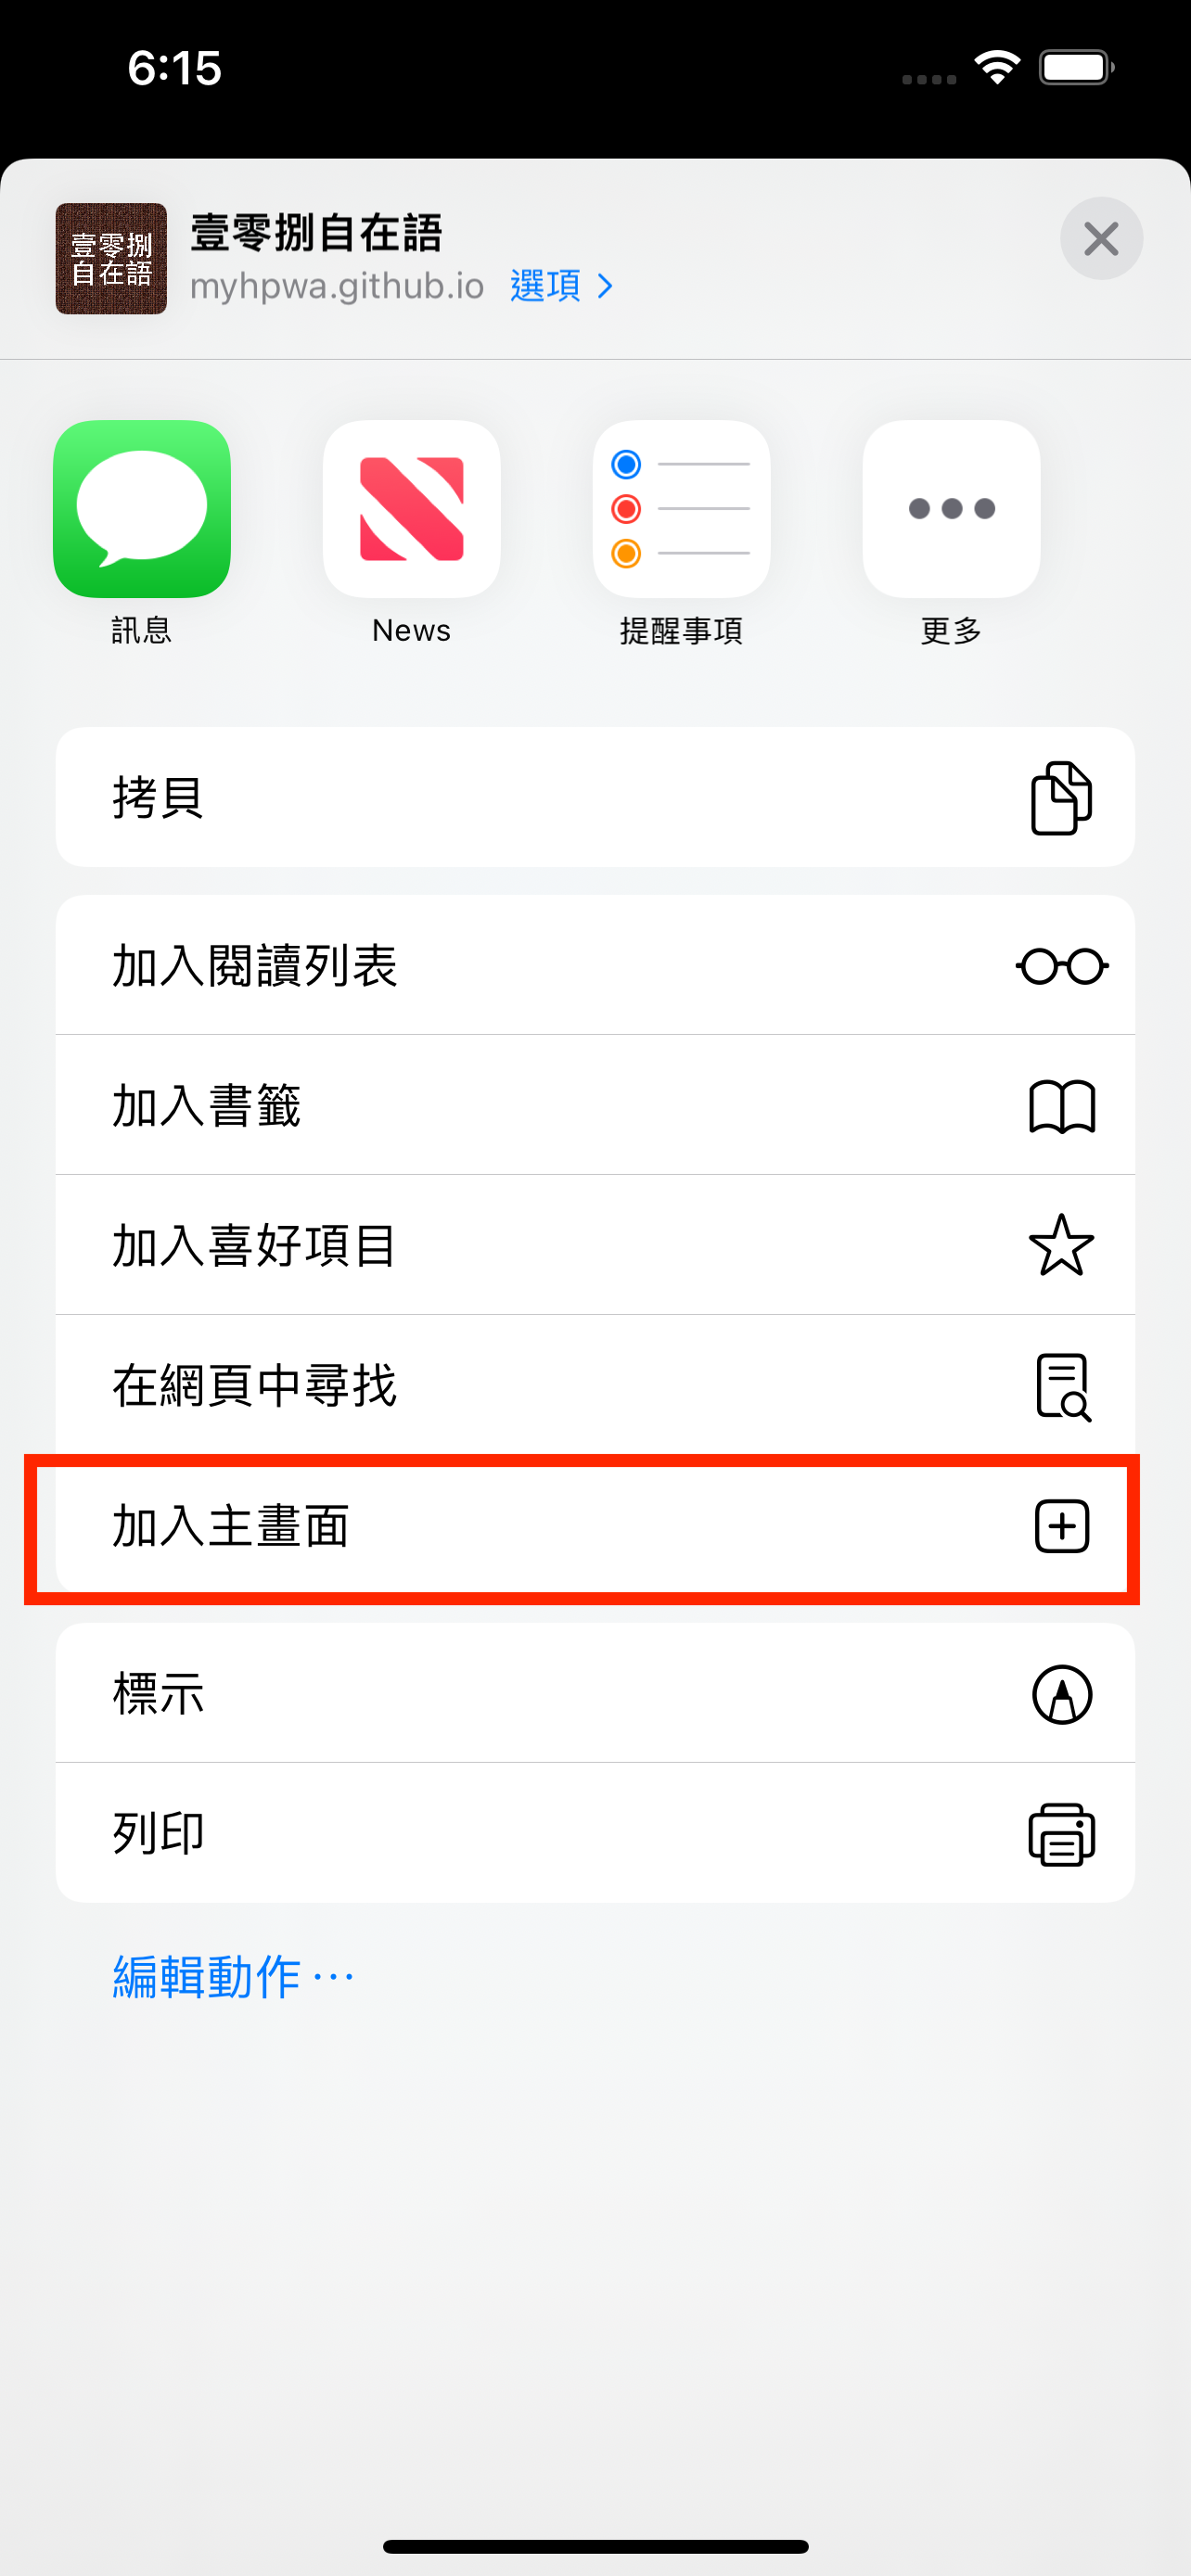 6:15
壹零捌
自在語
壹零捌自在語
myhpwa.github.io 選項
訊息
News
提醒事項
更多
拷貝
加入閱讀列表
加入書籤
加入喜好項目
在網頁中尋找
加入主畫面
標示
列印
編輯動作⋯